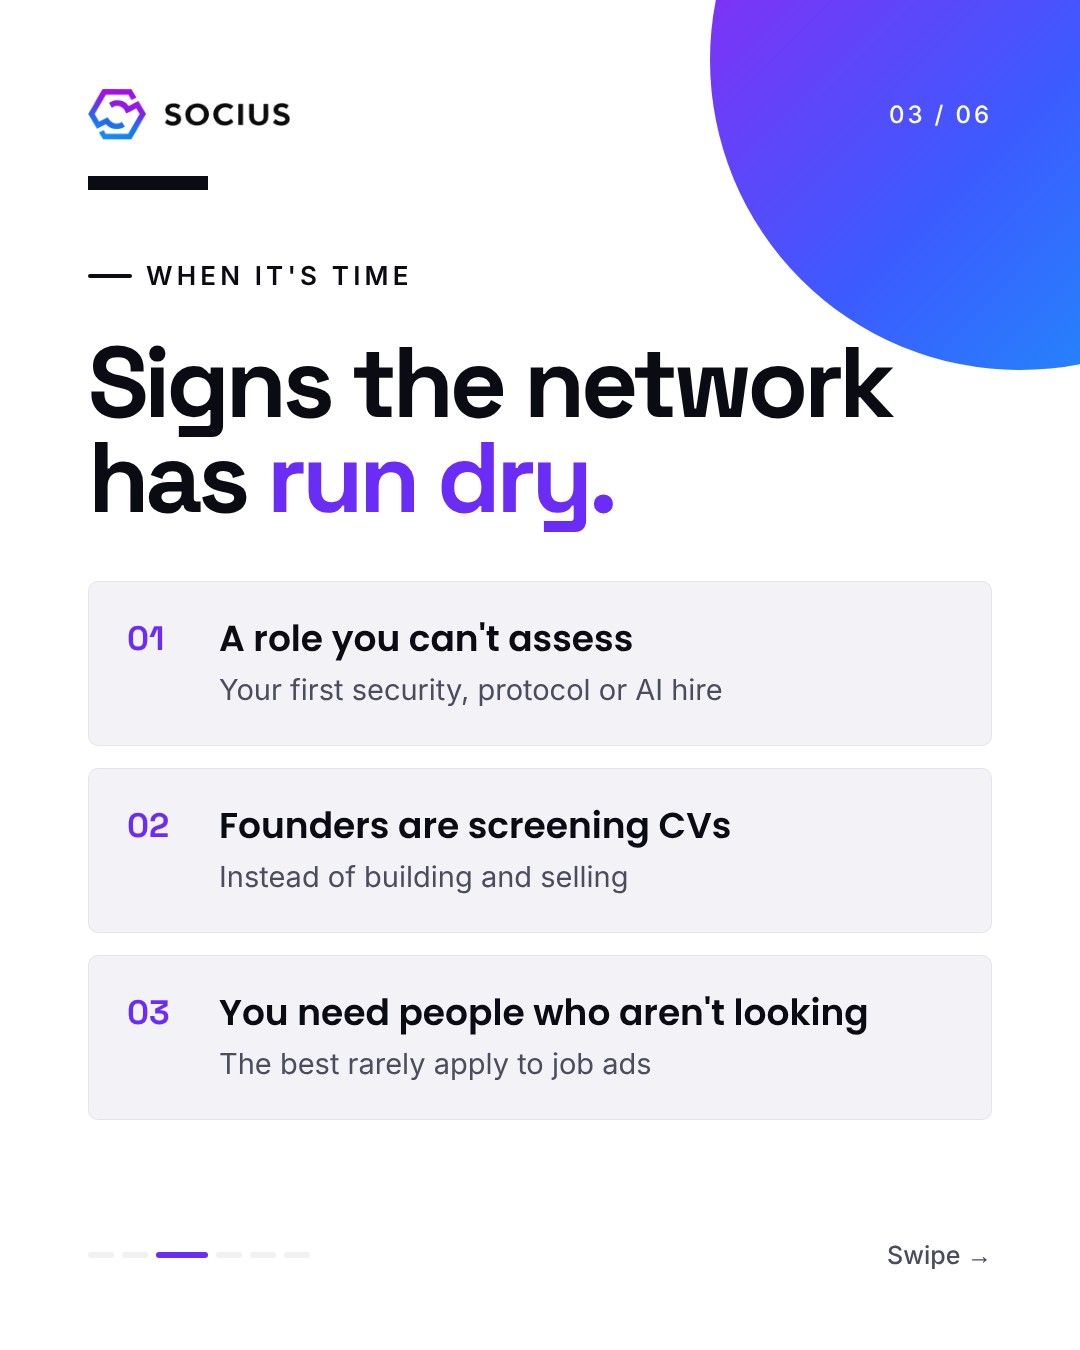 SOCIUS
03 / 06
WHEN IT'S TIME
Signs the network
has run dry.
01
A role you can't assess
Your first security, protocol or AI hire
02
Founders are screening CVs
Instead of building and selling
03
You need people who aren't looking
The best rarely apply to job ads
Swipe →